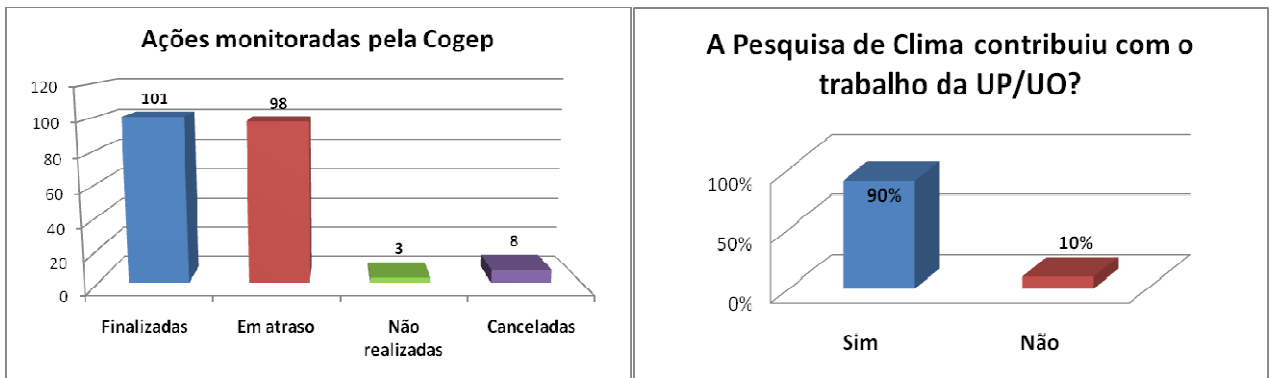 Ações monitoradas pela Cogep
120
100
80
60
40
20
0
101
98
3
8
Finalizadas
Em atraso
Não
realizadas
Canceladas
A Pesquisa de Clima contribuiu com o
trabalho da UP/UO?
100%
50%
0%
90%
10%
Sim
Não